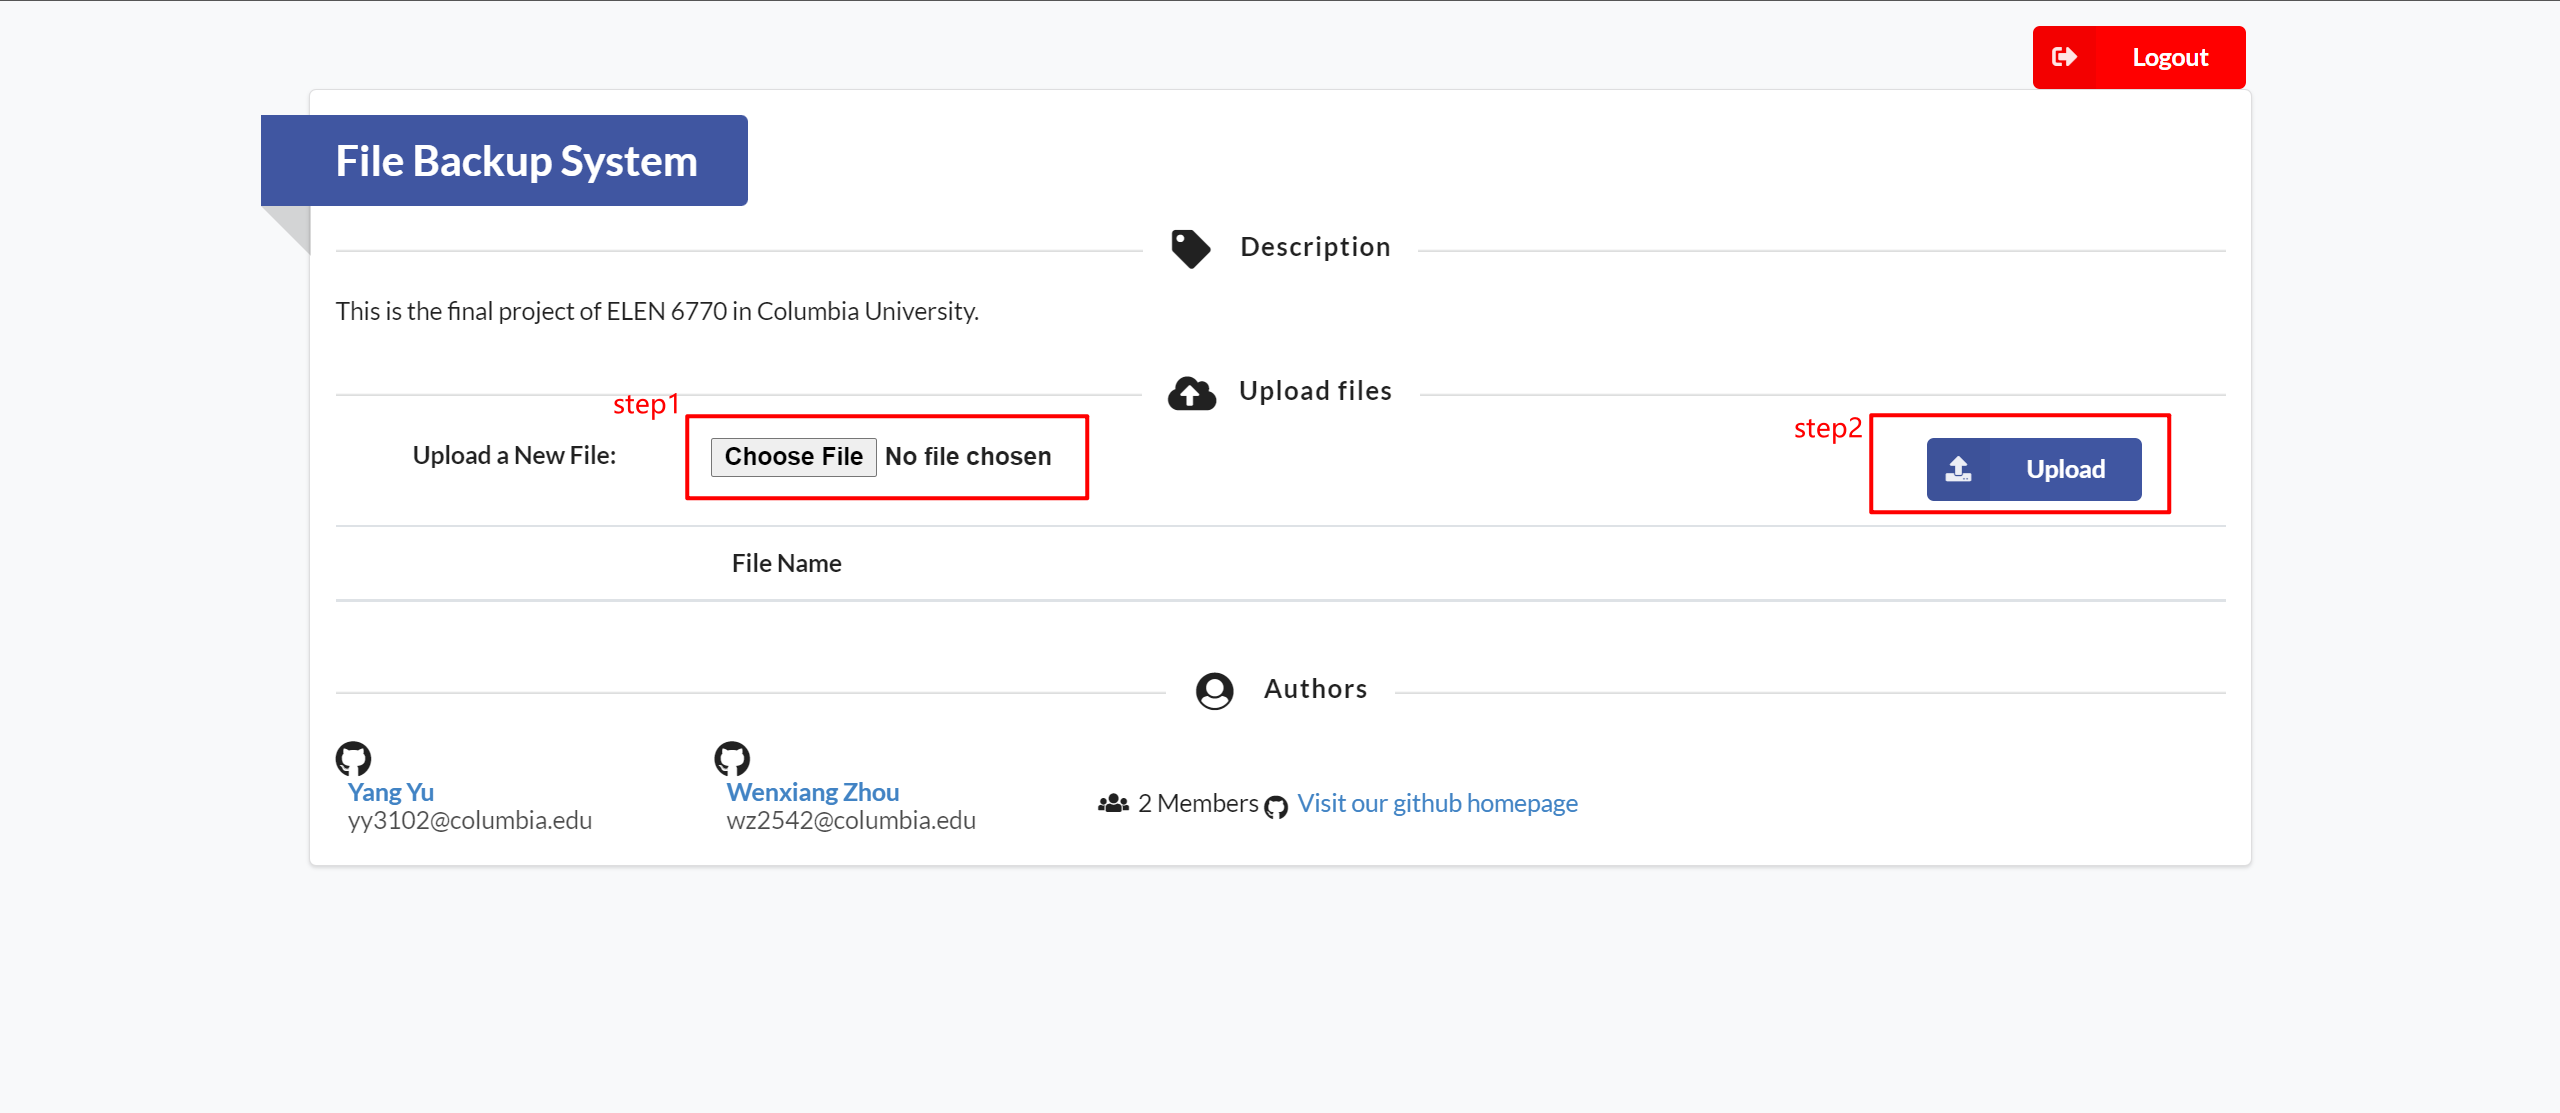 Logout
File Backup System
Description
This is the final project of ELEN 6770 in Columbia University.
Upload files
step1
step2
Upload a New File:
Choose File No file chosen
Upload
File Name
Authors
Yang Yu
yy3102@columbia.edu
Wenxiang Zhou
wz2542@columbia.edu
2 Members Visit our github homepage